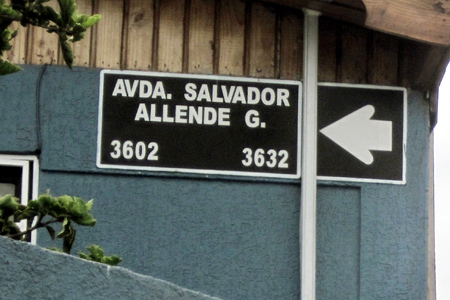 AVDA. SALVADOR
ALLENDE G.
3602 3632